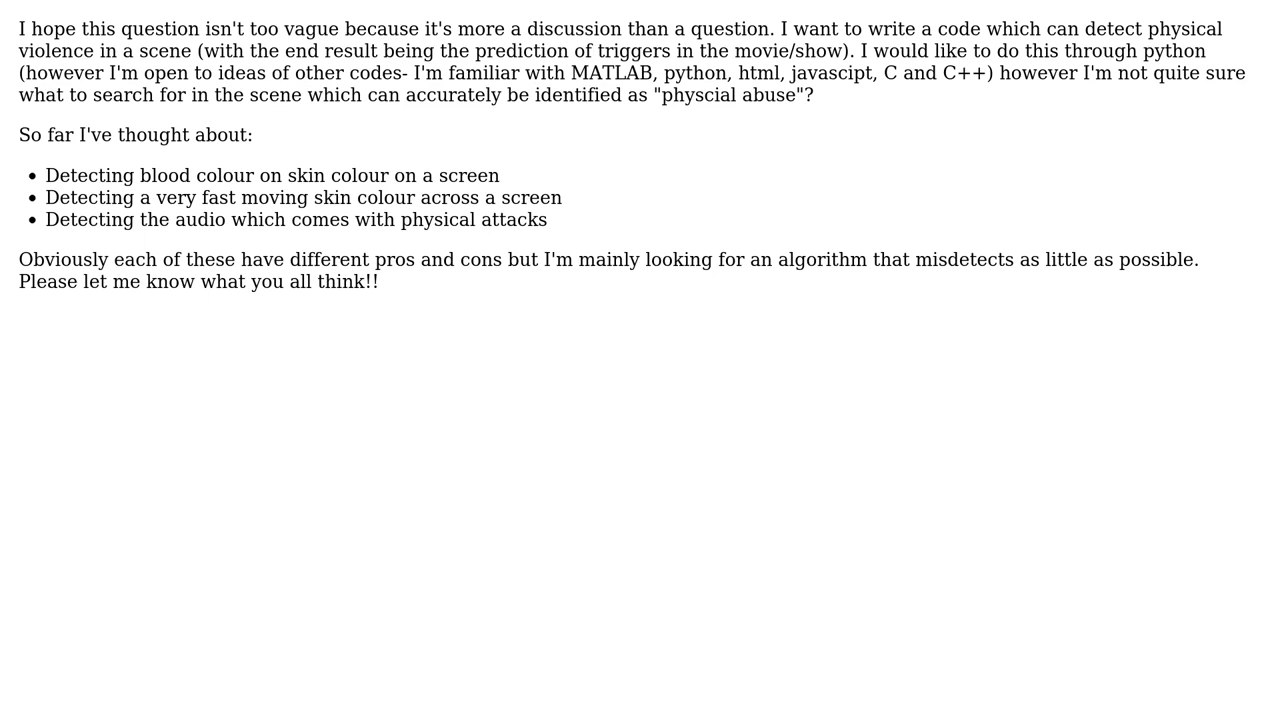 I hope this question isn't too vague because it's more a discussion than a question. I want to write a code which can detect physical
violence in a scene (with the end result being the prediction of triggers in the movie/show). I would like to do this through python
(however I'm open to ideas of other codes- I'm familiar with MATLAB, python, html, javascipt, C and C++) however I'm not quite sure
what to search for in the scene which can accurately be identified as "physcial abuse"?
So far I've thought about:
• Detecting blood colour on skin colour on a screen
• Detecting a very fast moving skin colour across a screen
• Detecting the audio which comes with physical attacks
Obviously each of these have different pros and cons but I'm mainly looking for an algorithm that misdetects as little as possible.
Please let me know what you all think!!